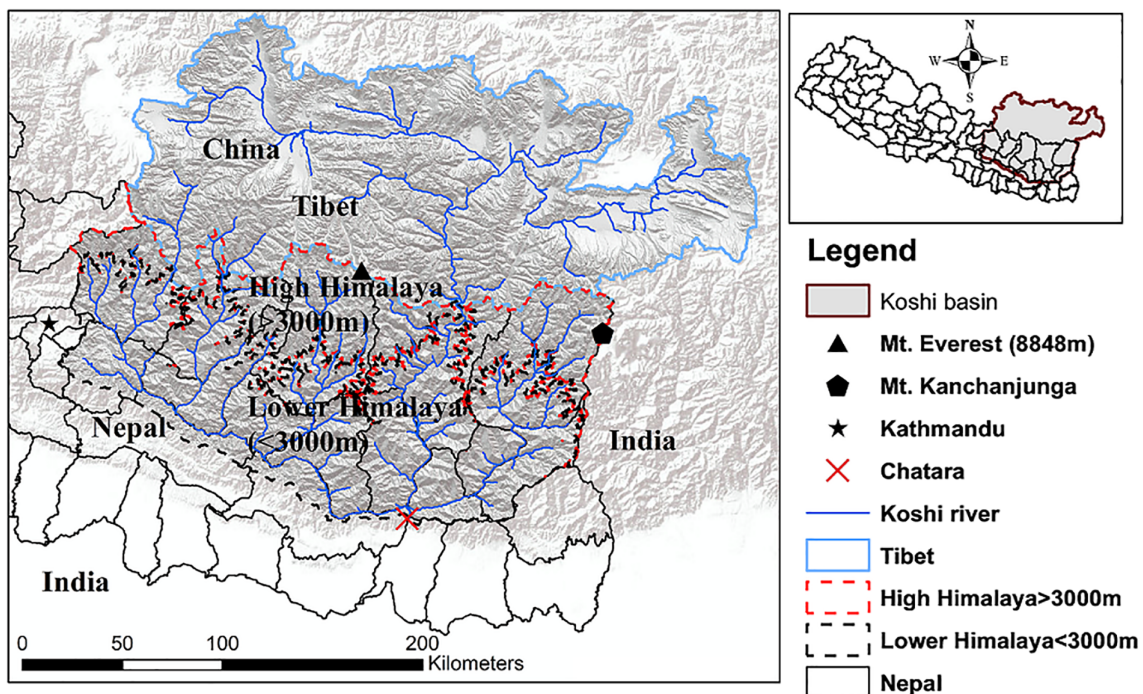 China
Tibet
High Himalaya
(> 3000m)
Lower Himalaya
(<3000m)
Nepal
India
India
0 50 100 200
Kilometers
N
W E
S
Legend
Koshi basin
Mt. Everest (8848m)
Mt. Kanchanjunga
Kathmandu
Chatara
Koshi river
Tibet
High Himalaya>3000m
Lower Himalaya<3000m
Nepal